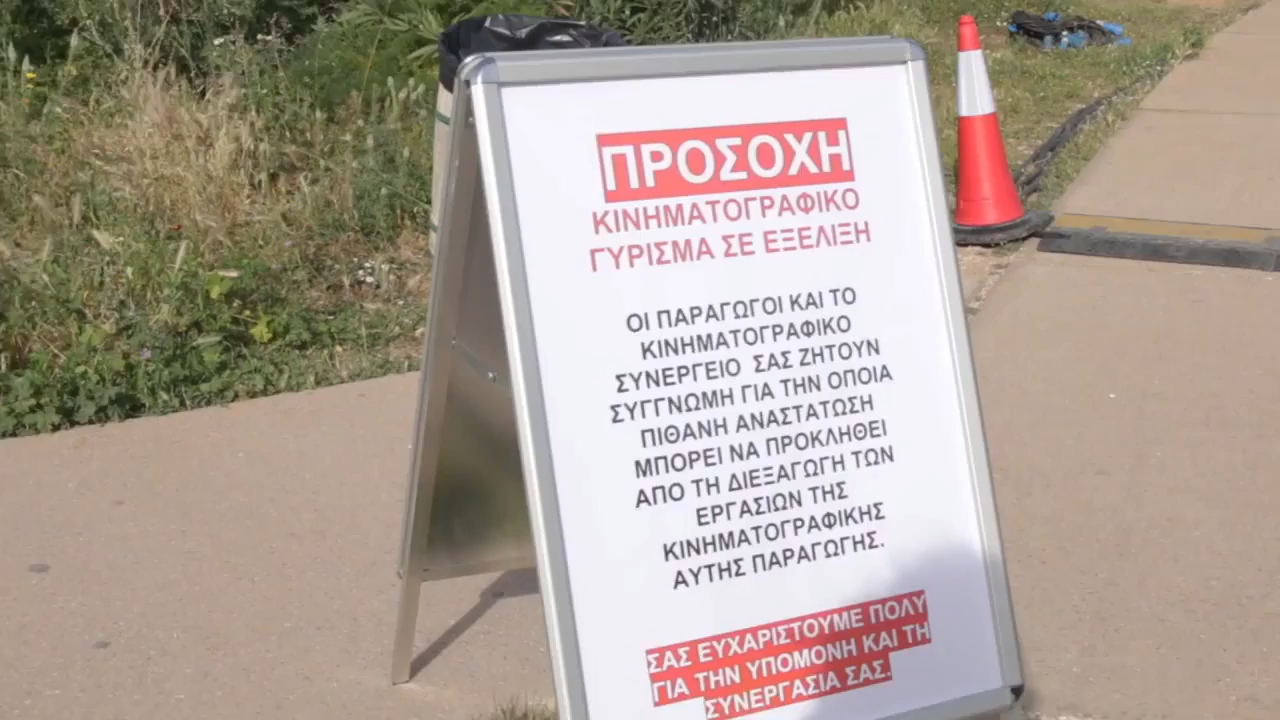 ΠΡΟΣΟΧΗ
ΚΙΝΗΜΑΤΟΓΡΑΦΙΚΟ
ΓΥΡΙΣΜΑ ΣΕ ΕΞΕΛΙΞΗ
ΟΙ ΠΑΡΑΓΩΓΟΙ ΚΑΙ ΤΟ
ΚΙΝΗΜΑΤΟΓΡΑΦΙΚΟ
ΣΥΝΕΡΓΕΙΟ ΣΑΣ ΖΗΤΟΥΝ
ΣΥΓΓΝΩΜΗ ΓΙΑ ΤΗΝ ΟΠΟΙΑ
ΠΙΘΑΝΗ ΑΝΑΣΤΑΤΩΣΗ
ΜΠΟΡΕΙ ΝΑ ΠΡΟΚΛΗΘΕΙ
ΑΠΟ ΤΗ ΔΙΕΞΑΓΩΓΗ ΤΩΝ
ΕΡΓΑΣΙΩΝ ΤΗΣ
ΚΙΝΗΜΑΤΟΓΡΑΦΙΚΗΣ
ΑΥΤΗΣ ΠΑΡΑΓΩΓΗΣ.
ΣΑΣ ΕΥΧΑΡΙΣΤΟΥΜΕ ΠΟΛΥ
ΓΙΑ ΤΗΝ ΥΠΟΜΟΝΗ ΚΑΙ ΤΗ
ΣΥΝΕΡΓΑΣΙΑ ΣΑΣ.